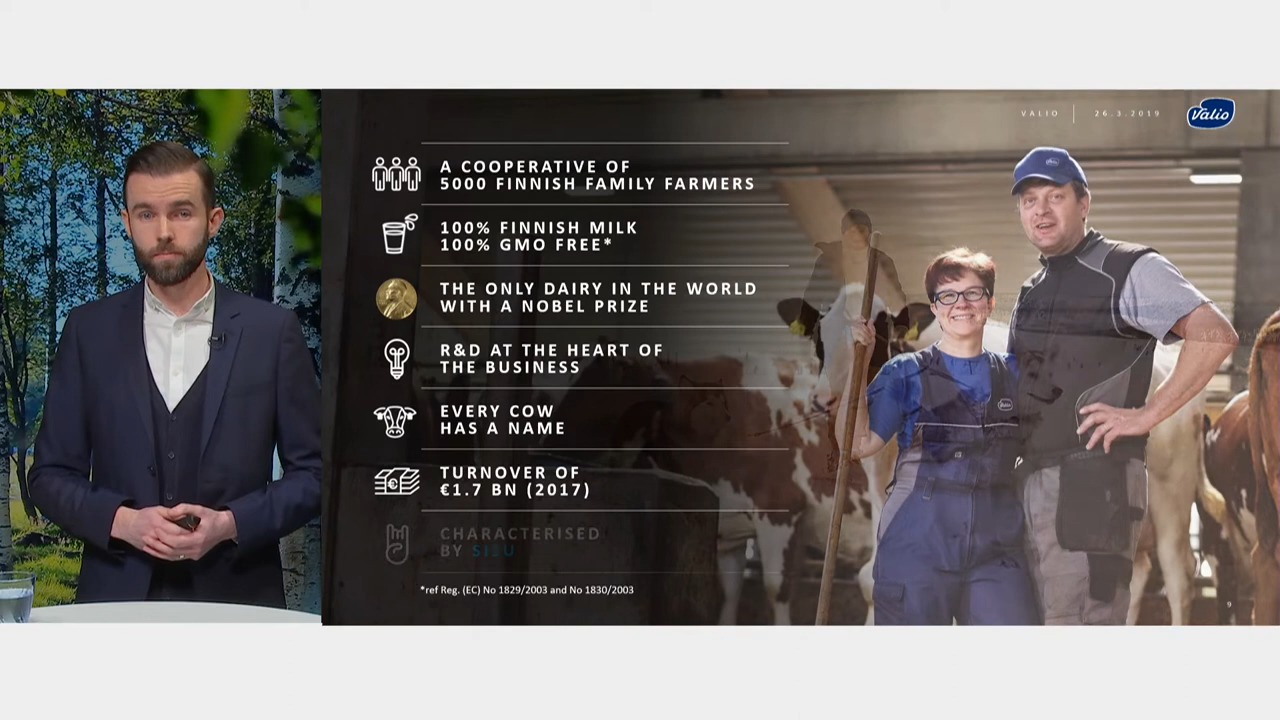 VALIO
26.3.2019
Valio
A COOPERATIVE OF
5000 FINNISH FAMILY FARMERS
100% FINNISH MILK
100% GMO FREE*
THE ONLY DAIRY IN THE WORLD
WITH A NOBEL PRIZE
R&D AT THE HEART OF
THE BUSINESS
EVERY COW
HAS A NAME
TURNOVER OF
€1.7 BN (2017)
CHARACTERISED
BY
*ref Reg. (EC) No 1829/2003 and No 1830/2003
9
Valio